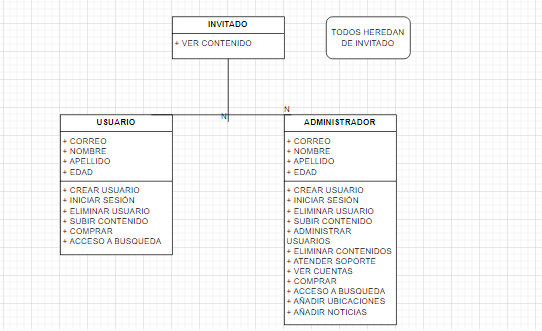 INVITADO
+ VER CONTENIDO
TODOS HEREDAN
DE INVITADO
N
N
USUARIO
+ CORREO
+ NOMBRE
+ APELLIDO
+ EDAD
+ CREAR USUARIO
+ INICIAR SESIÓN
+ ELIMINAR USUARIO
+ SUBIR CONTENIDO
+ COMPRAR
+ ACCESO A BUSQUEDA
ADMINISTRADOR
+ CORREO
+ NOMBRE
+ APELLIDO
+ EDAD
+ CREAR USUARIO
+ INICIAR SESIÓN
+ ELIMINAR USUARIO
+ SUBIR CONTENIDO
+ ADMINISTRAR
USUARIOS
+ ELIMINAR CONTENIDOS
+ ATENDER SOPORTE
+ VER CUENTAS
+ COMPRAR
+ ACCESO A BUSQUEDA
+ AÑADIR UBICACIONES
+ AÑADIR NOTICIAS